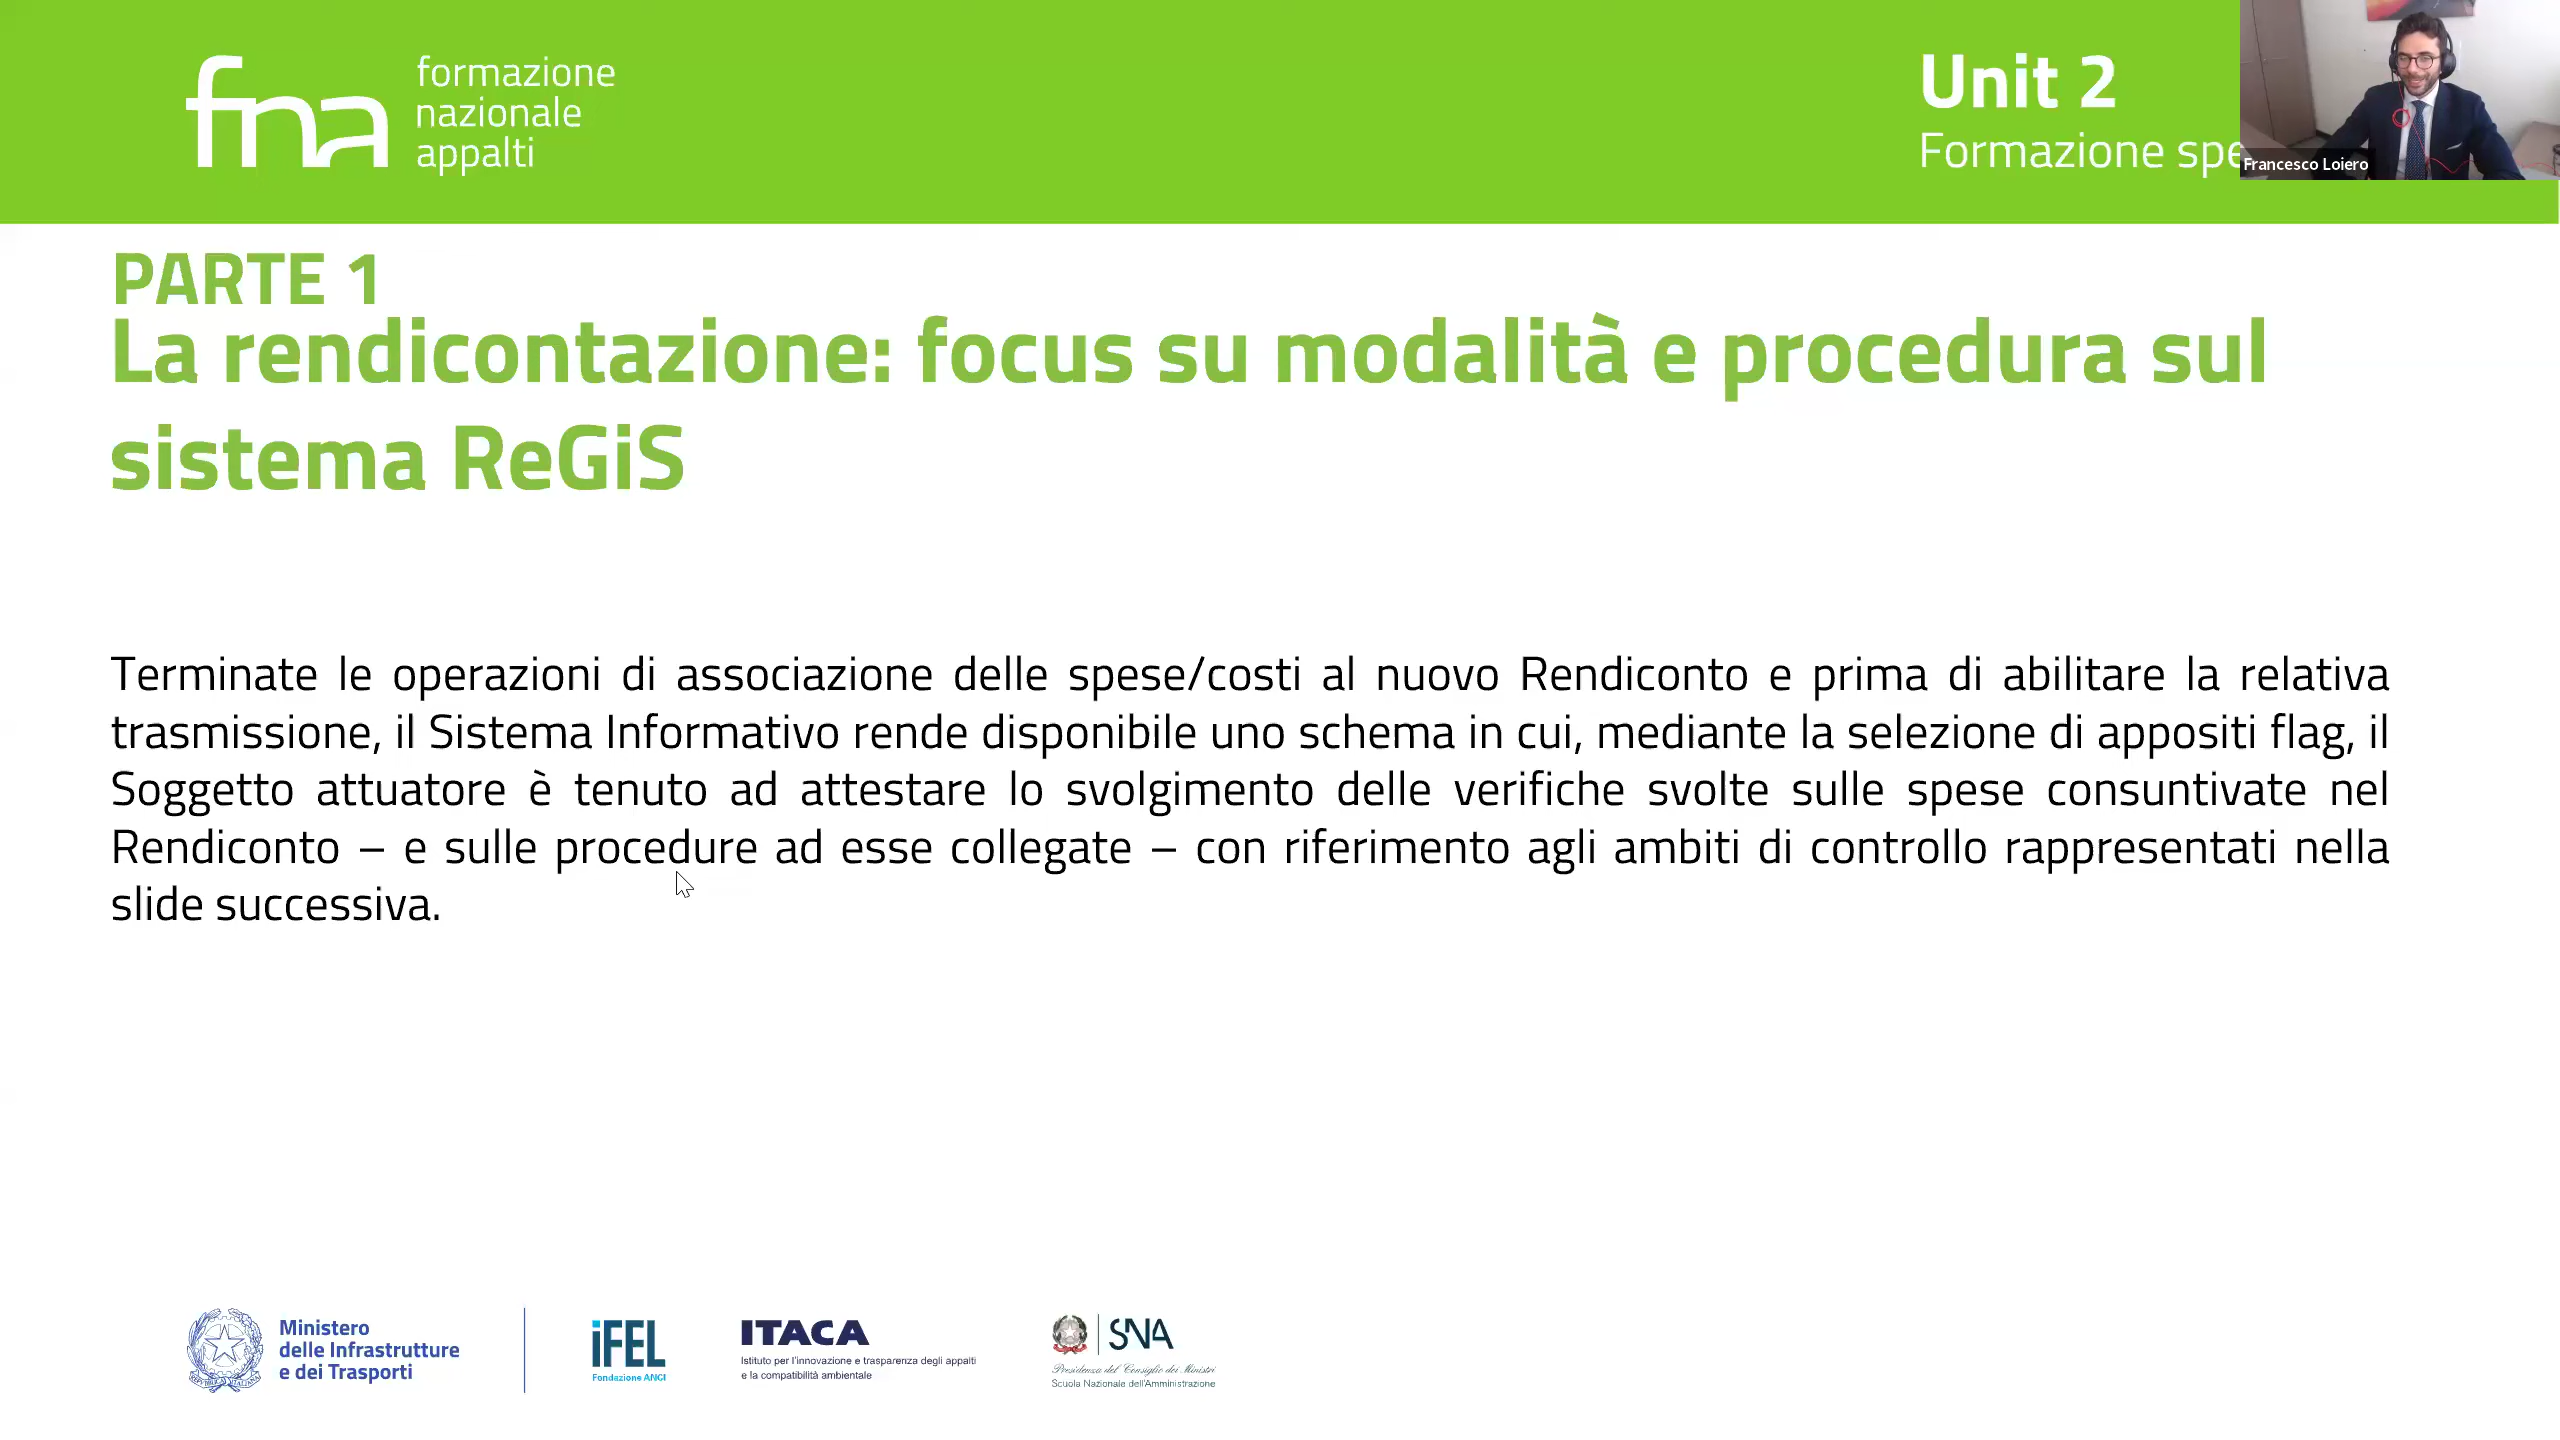 fna
formazione
nazionale
appalti
Unit 2
Formazione spe
Francesco Loiero
PARTE 1
La rendicontazione: focus su modalità e procedura sul
sistema ReGiS
Terminate le operazioni di associazione delle spese/costi al nuovo Rendiconto e prima di abilitare la relativa
trasmissione, il Sistema Informativo rende disponibile uno schema in cui, mediante la selezione di appositi flag, il
Soggetto attuatore è tenuto ad attestare lo svolgimento delle verifiche svolte sulle spese consuntivate nel
Rendiconto – e sulle procedure ad esse collegate – con riferimento agli ambiti di controllo rappresentati nella
slide successiva.
Ministero
delle Infrastrutture
e dei Trasporti
iFEL
Fondazione ANCI
ITACA
Istituto per l'innovazione e trasparenza degli appalti
e la compatibilità ambientale
SNA
Presidenza del Consiglio dei Ministri
Scuola Nazionale dell'Amministrazione